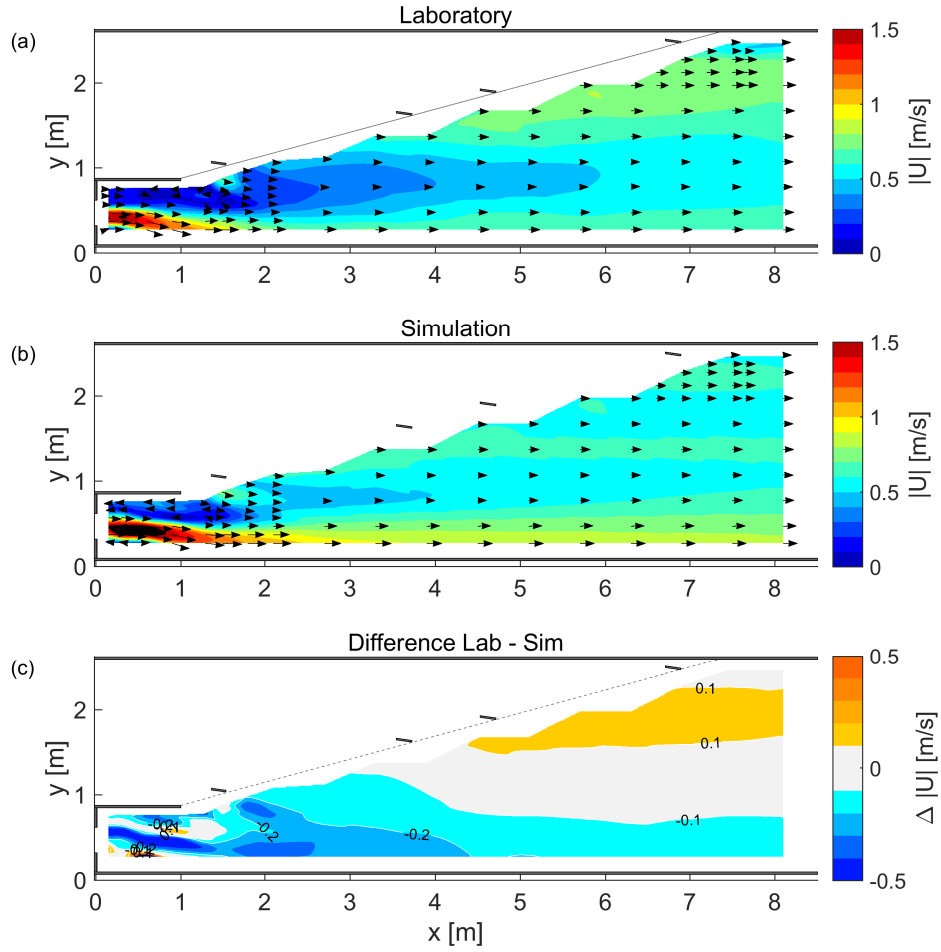 Laboratory
(a)
y [m]
2
1
0
0 1 2 3 4 5 6 7 8
1.5
1
0.5
0
|U| [m/s]
Simulation
(b)
y [m]
2
1
0
0 1 2 3 4 5 6 7 8
1.5
1
0.5
0
|U| [m/s]
Difference Lab - Sim
(c)
y [m]
2
1
0
0.1
0.1
-0.1
-0.2
-0.2
0 1 2 3 4 5 6 7 8
x [m]
0.5
0
-0.5
Δ |U| [m/s]